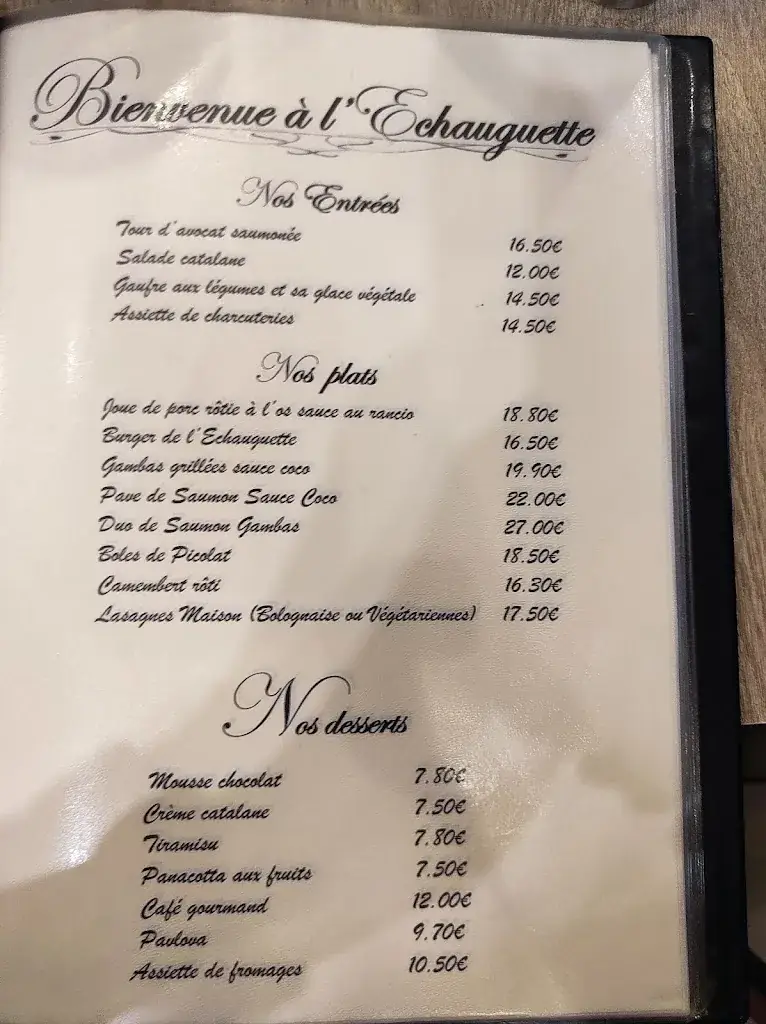 Bienvenue à l'Echauguette
Nos Entrées
Tour d'avocat saumonée 16.50€
Salade catalane 12.00€
Gaufre aux légumes et sa glace végétale 14.50€
Assiette de charcuteries 14.50€
Nos plats
Joue de porc rôtie à l'os sauce au rancio 18.80€
Burger de l'Echauguette 16.50€
Gambas grillées sauce coco 19.90€
Pave de Saumon Sauce Coco 22.00€
Duo de Saumon Gambas 27.00€
Boles de Picolat 18.50€
Camembert rôti 16.30€
Lasagnes Maison (Bolognaise ou Végétariennes) 17.50€
Nos desserts
Mousse chocolat 7.80€
Crème catalane 7.50€
Tiramisu 7.80€
Panacotta aux fruits 7.50€
Café gourmand 12.00€
Pavlova 9.70€
Assiette de fromages 10.50€